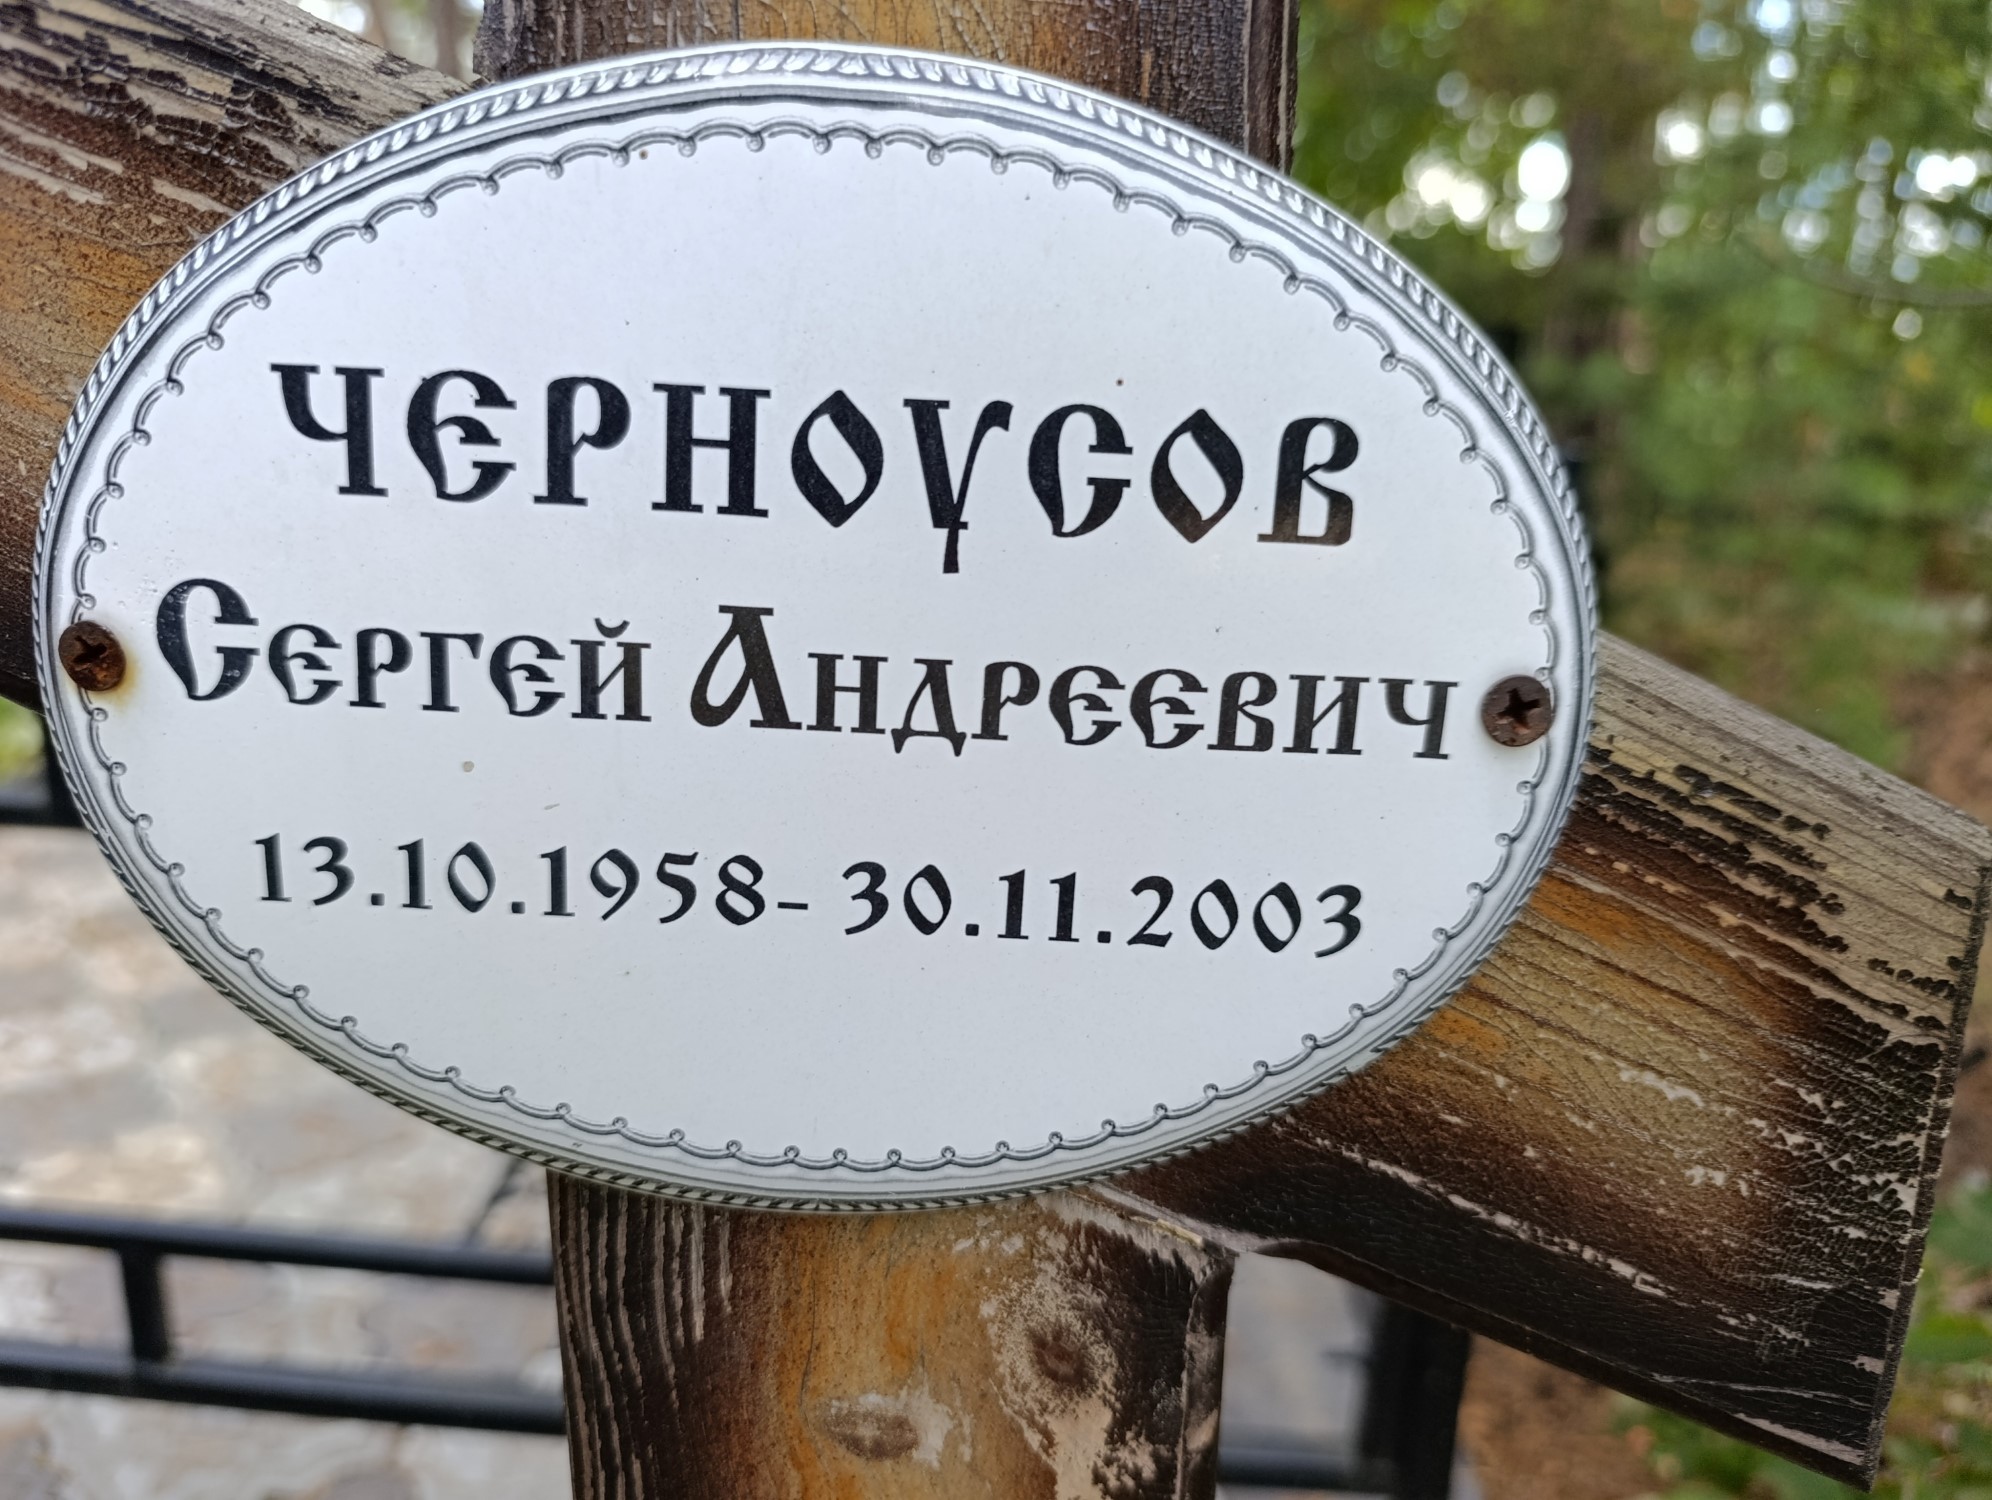 ЧЕРНОУСОВ
СЕРГЕЙ АНДРЕЕВИЧ
13.10.1958- 30.11.2003